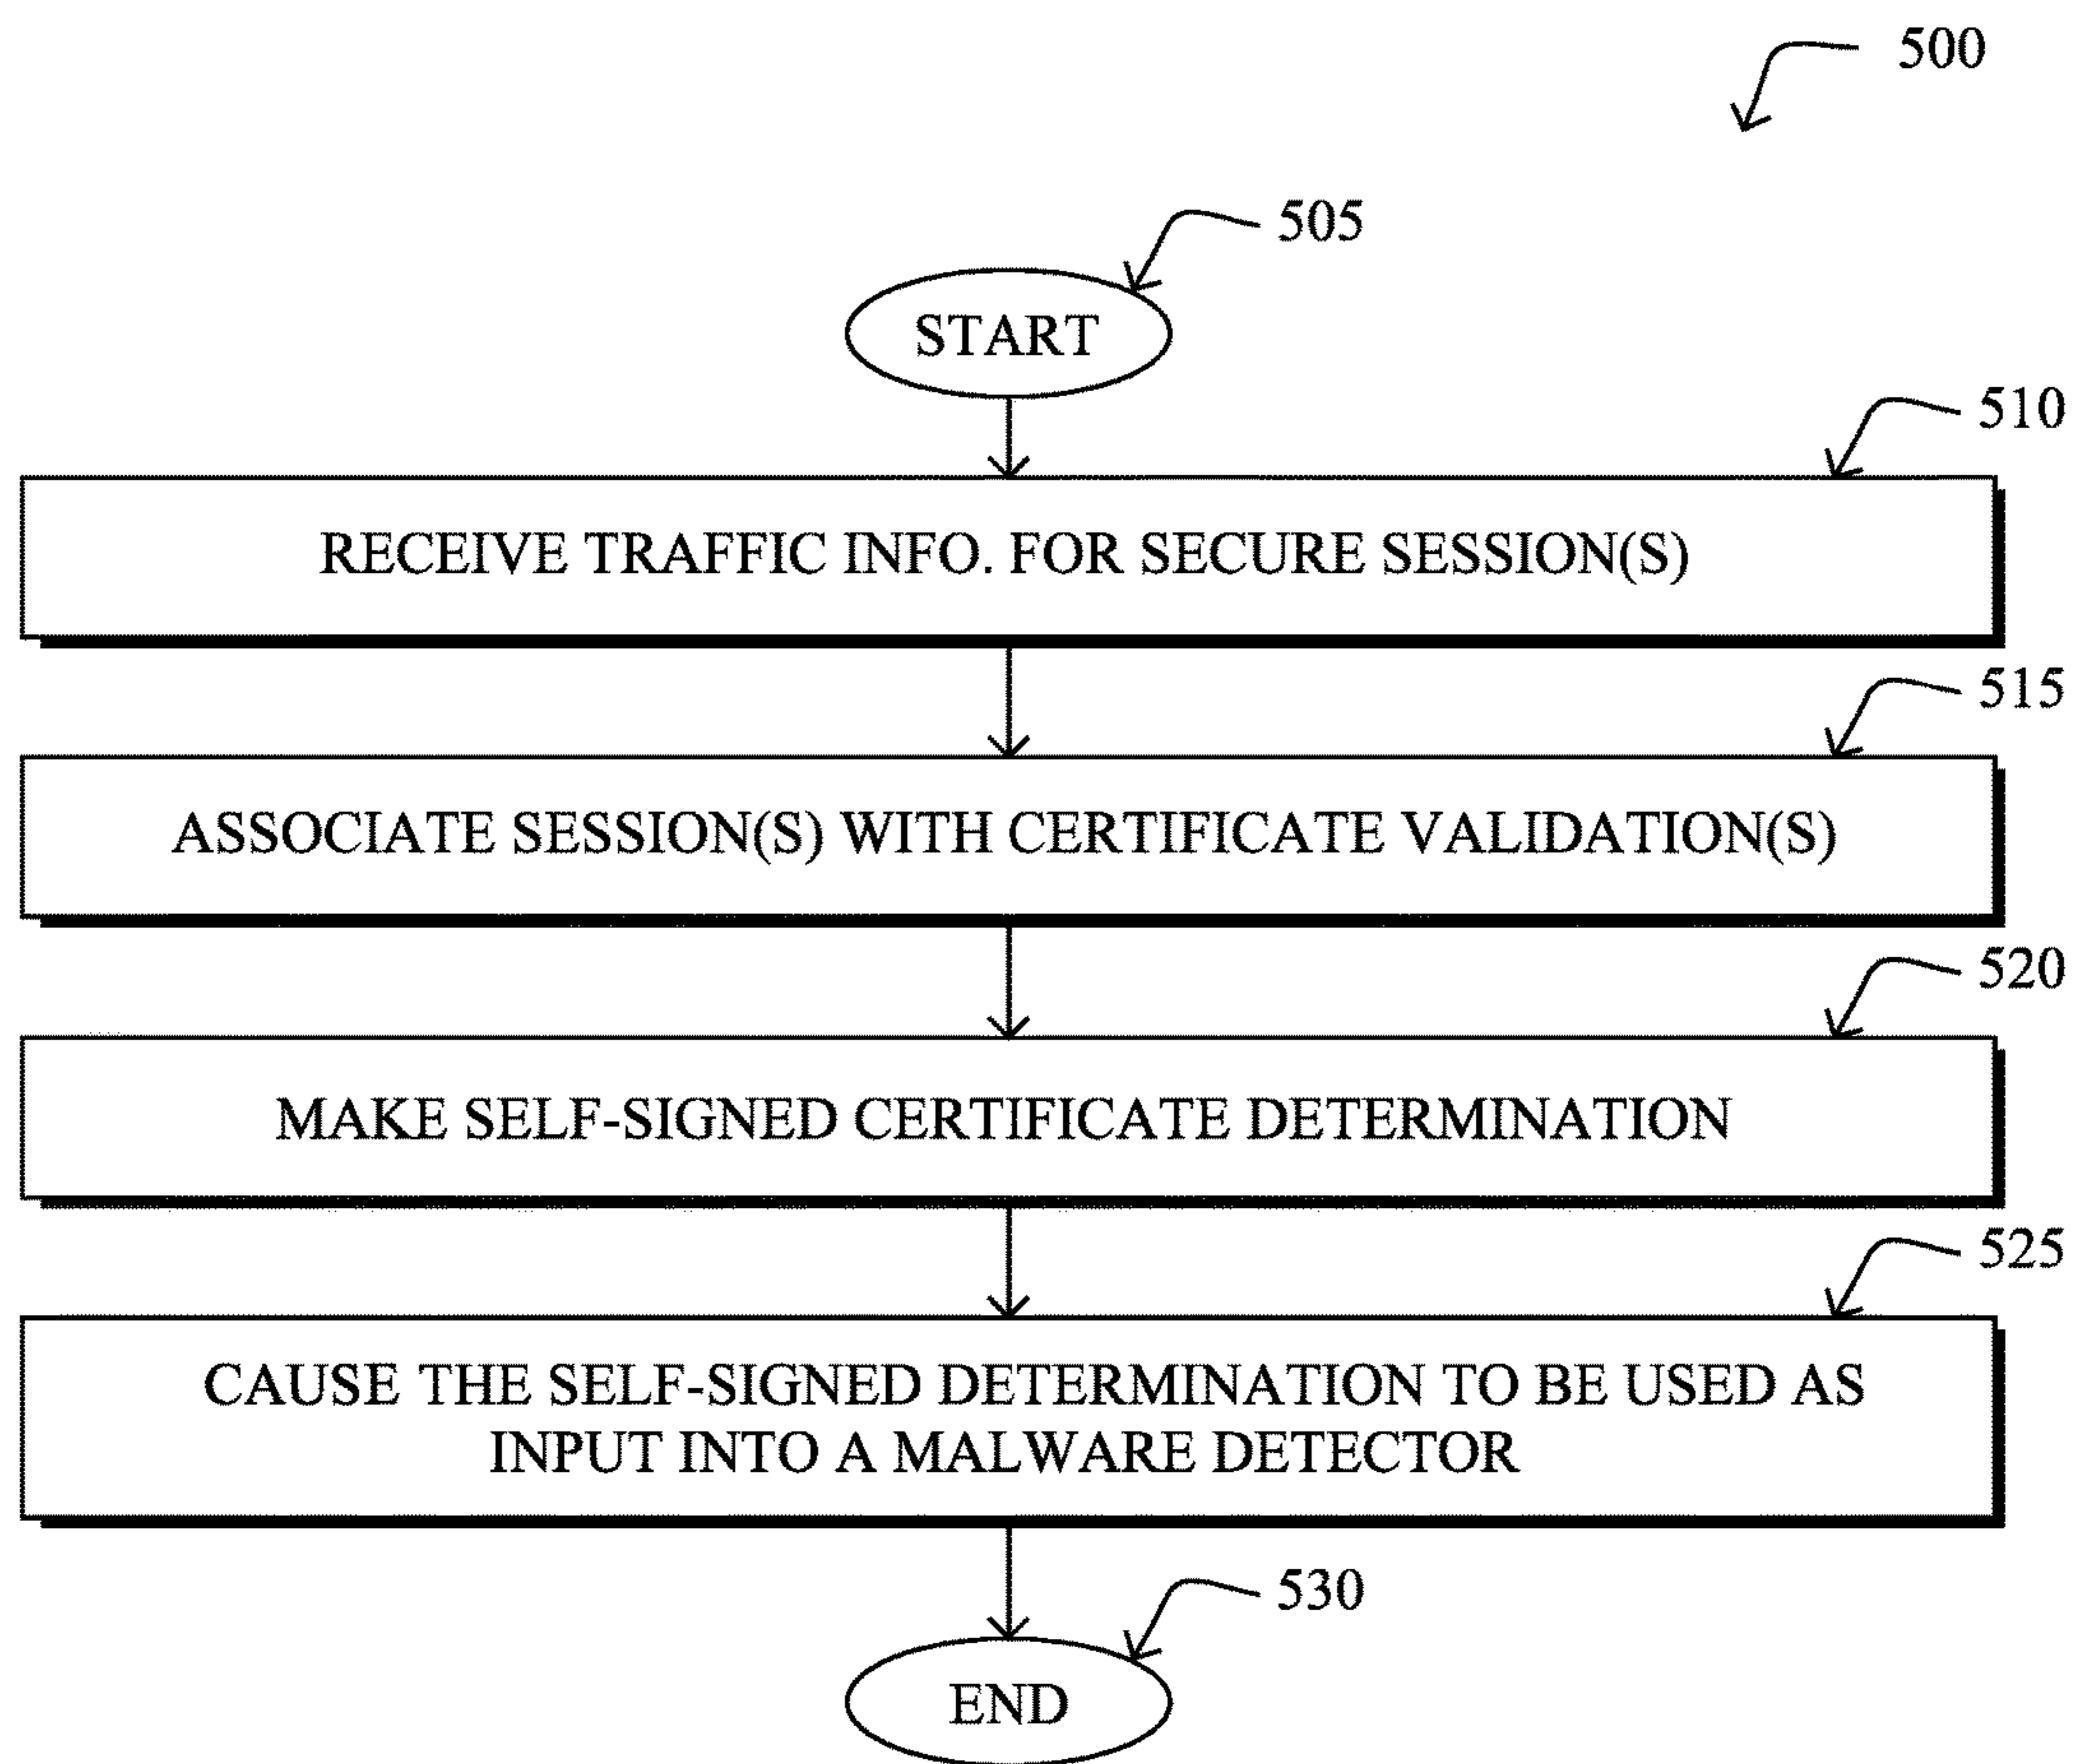 500
505
START
510
RECEIVE TRAFFIC INFO. FOR SECURE SESSION(S)
515
ASSOCIATE SESSION(S) WITH CERTIFICATE VALIDATION(S)
520
MAKE SELF-SIGNED CERTIFICATE DETERMINATION
525
CAUSE THE SELF-SIGNED DETERMINATION TO BE USED AS
INPUT INTO A MALWARE DETECTOR
530
END